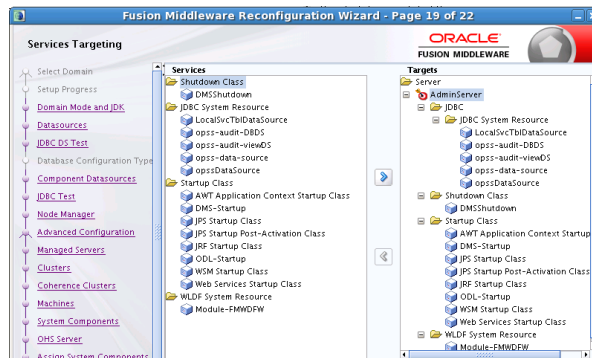 Fusion Middleware Reconfiguration Wizard - Page 19 of 22
Services Targeting
ORACLE
FUSION MIDDLEWARE
Select Domain
Setup Progress
Domain Mode and JDK
Datasources
JDBC DS Test
Database Configuration Type
Component Datasources
JDBC Test
Node Manager
Advanced Configuration
Managed Servers
Clusters
Coherence Clusters
Machines
System Components
OHS Server
Assign System Components
Services
Shutdown Class
DMSShutdown
JDBC System Resource
LocalSvcTblDataSource
opss-audit-DBDS
opss-audit-viewDS
opss-data-source
opssDataSource
Startup Class
AWT Application Context Startup Class
DMS-Startup
JPS Startup Class
JPS Startup Post-Activation Class
JRF Startup Class
ODL-Startup
WSM Startup Class
Web Services Startup Class
WLDF System Resource
Module-FMWDFW
Targets
Server
AdminServer
JDBC
JDBC System Resource
LocalSvcTblDataSource
opss-audit-DBDS
opss-audit-viewDS
opss-data-source
opssDataSource
Shutdown Class
DMSShutdown
Startup Class
AWT Application Context Startup
DMS-Startup
JPS Startup Class
JPS Startup Post-Activation Class
JRF Startup Class
ODL-Startup
WSM Startup Class
Web Services Startup Class
WLDF System Resource
Module-FMWDFW